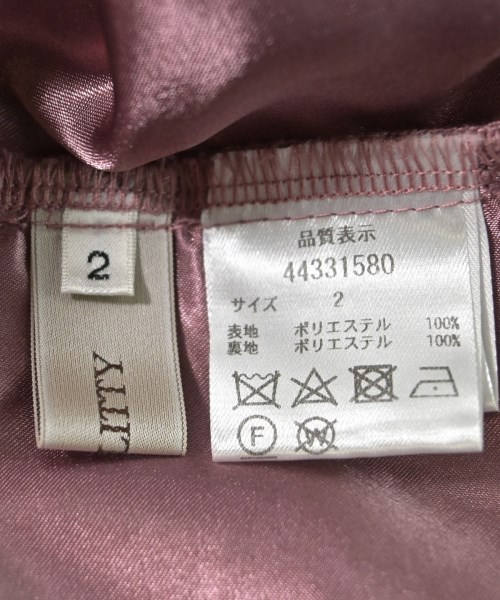 2
LITY
品質表示
44331580
サイズ 2
表地 ポリエステル 100%
裏地 ポリエステル 100%
F
W